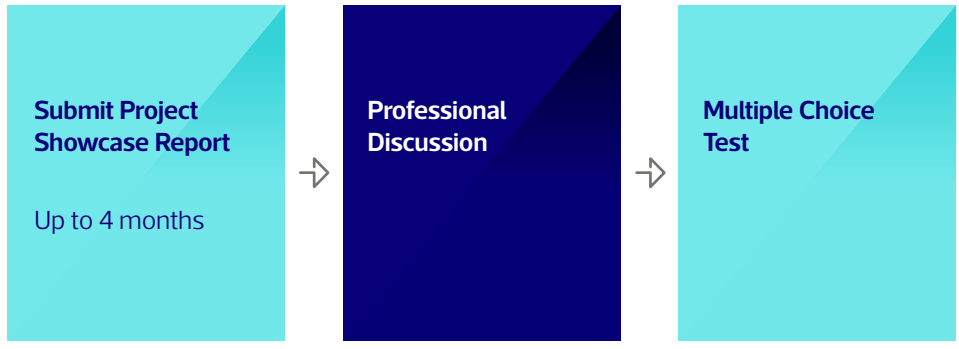 Submit Project
Showcase Report
Up to 4 months
Professional
Discussion
Multiple Choice
Test